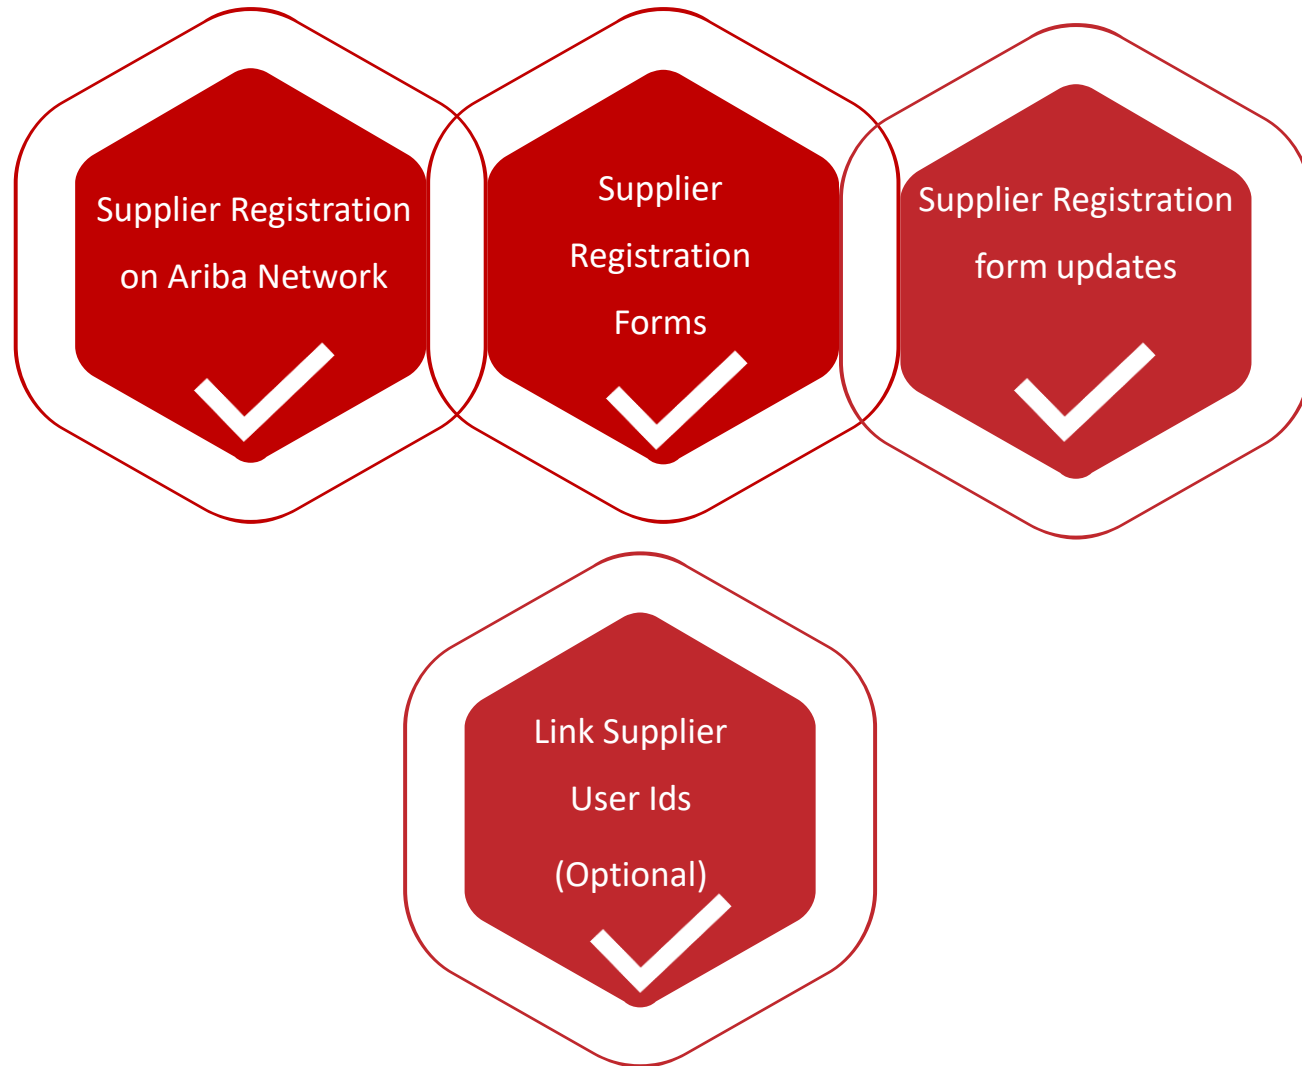 Supplier Registration
on Ariba Network
Supplier
Registration
Forms
Supplier Registration
form updates
Link Supplier
User Ids
(Optional)